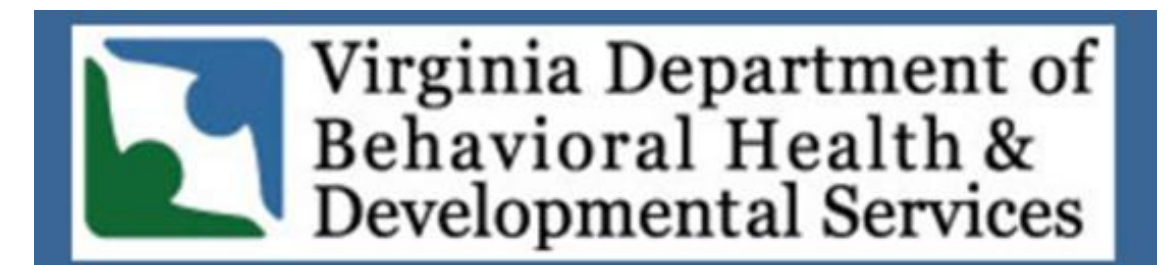 Virginia Department of
Behavioral Health &
Developmental Services